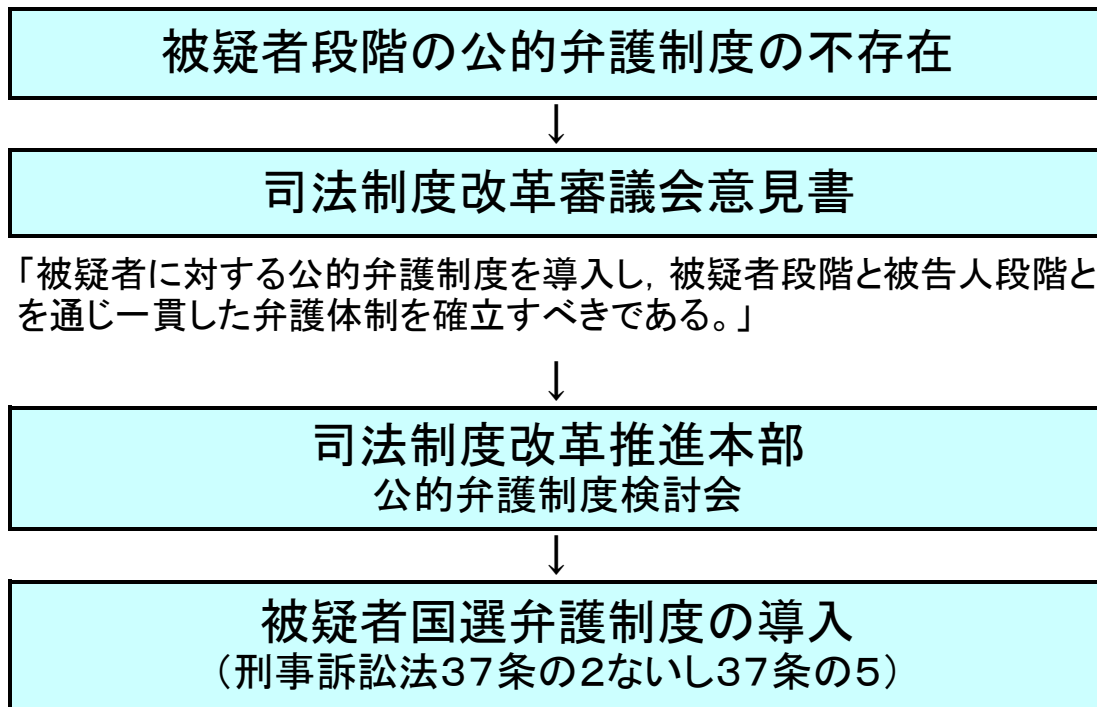 被疑者段階の公的弁護制度の不存在
↓
司法制度改革審議会意見書
「被疑者に対する公的弁護制度を導入し，被疑者段階と被告人段階と
を通じ一貫した弁護体制を確立すべきである。」
↓
司法制度改革推進本部
公的弁護制度検討会
↓
被疑者国選弁護制度の導入
（刑事訴訟法３７条の２ないし３７条の５）